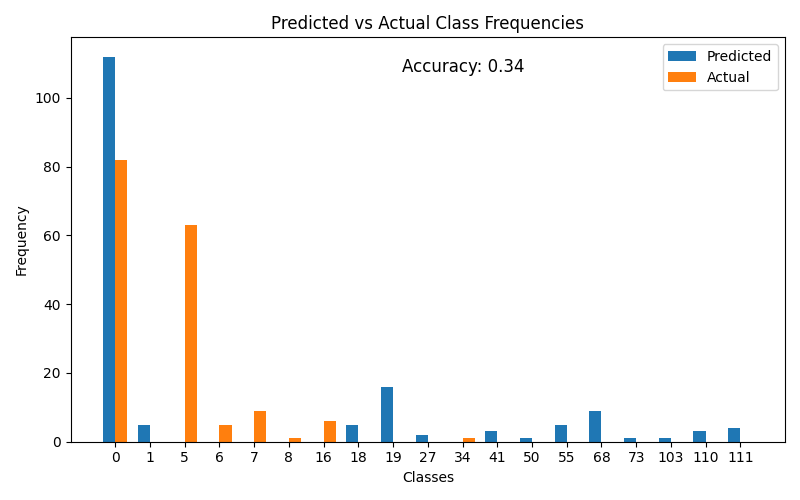 Predicted vs Actual Class Frequencies
Accuracy: 0.34
Predicted
Actual
100
80
60
40
20
0
Frequency
0 1 5 6 7 8 16 18 19 27 34 41 50 55 68 73 103 110 111
Classes